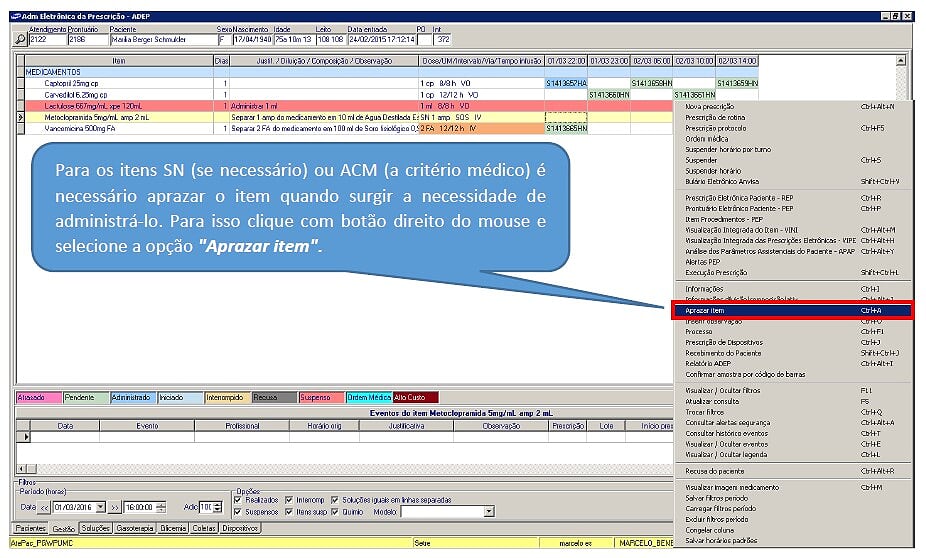 Adm Eletrônica da Prescrição - ADEP
Atendimento Prontuário Paciente Sexo Nascimento Idade Leito Data entrada PO Int
2122 2186 Marilia Berger Schmulder F 17/04/1940 75a 10m 13 108 108 24/02/2015 17:12:14 372
Item Dias Justif. / Diluição / Composição / Observação Dose/UM/Intervalo/Via/Tempo infusão 01/03 22:00 01/03 23:00 02/03 06:00 02/03 10:00 02/03 14:00
MEDICAMENTOS
Captopril 25mg cp 1 1 cp 8/8 h VO S1413657HA S1413658HN S1413659HN
Carvedilol 6,25mg cp 1 1 cp 12/12 h VO S1413660HN S1413661HN
Lactulose 667mg/mL xpe 120mL 1 Administrar 1 ml 1 ml 8/8 h VO
Metoclopramida 5mg/mL amp 2 mL Separar 1 amp do medicamento em 10 ml de Agua Destilada Es SN 1 amp SOS IV
Vancomicina 500mg FA Separar 2 FA do medicamento em 100 ml de Soro fisiológico 0,9 2 FA 12/12 h IV S1413665HN
Para os itens SN (se necessário) ou ACM (a critério médico) é
necessário aprazar o item quando surgir a necessidade de
administrá-lo. Para isso clique com botão direito do mouse e
selecione a opção "Aprazar item".
Nova prescrição Ctrl+Alt+N
Prescrição de rotina
Prescrição protocolo Ctrl+F5
Ordem médica
Suspender horário por turno
Suspender Ctrl+S
Suspender horário
Bulário Eletrônico Anvisa Shift+Ctrl+V
Prescrição Eletrônica Paciente - REP Ctrl+R
Prontuário Eletrônico Paciente - PEP Ctrl+P
Item Procedimentos - PEP
Visualização Integrada do Item - VINI Ctrl+Alt+M
Visualização Integrada das Prescrições Eletrônicas - VIPE Ctrl+Alt+H
Análise dos Parâmetros Assistenciais do Paciente - APAP Ctrl+Alt+Y
Alertas PEP
Execução Prescrição Shift+Ctrl+L
Informações Ctrl+I
Aprazar item Ctrl+A
Inserir observação Ctrl+O
Processo Ctrl+F1
Prescrição de Dispositivos Ctrl+J
Recebimento do Paciente Shift+Ctrl+J
Relatório ADEP Ctrl+Alt+I
Confirmar amostra por código de barras
Visualizar / Ocultar filtros F11
Atualizar consulta F5
Trocar filtros Ctrl+Q
Consultar alertas segurança Ctrl+Alt+A
Consultar histórico eventos Ctrl+T
Visualizar / Ocultar eventos Ctrl+E
Visualizar / Ocultar legenda Ctrl+L
Recusa do paciente Ctrl+Alt+R
Visualizar imagem medicamento Ctrl+M
Salvar filtros período
Carregar filtros período
Excluir filtros período
Congelar coluna
Salvar horários padrões
Atrasado Pendente Administrado Iniciado Interrompido Recusa Suspenso Ordem Médica Alto Custo
Eventos do item Metoclopramida 5mg/mL amp 2 mL
Data Evento Profissional Horário orig Justificativa Observação Prescrição Lote Início presc
Filtros
Período (horas) Opções
Data << 01/03/2016 >> 16:00:00 Adic 10
Realizados Interromp Soluções iguais em linhas separadas
Suspensos Itens susp Quimio Modelo:
Pacientes Gestão Soluções Gasoterapia Glicemia Coletas Dispositivos
AtePac_PGWPUMC Setre marcelo es MARCELO_BENE